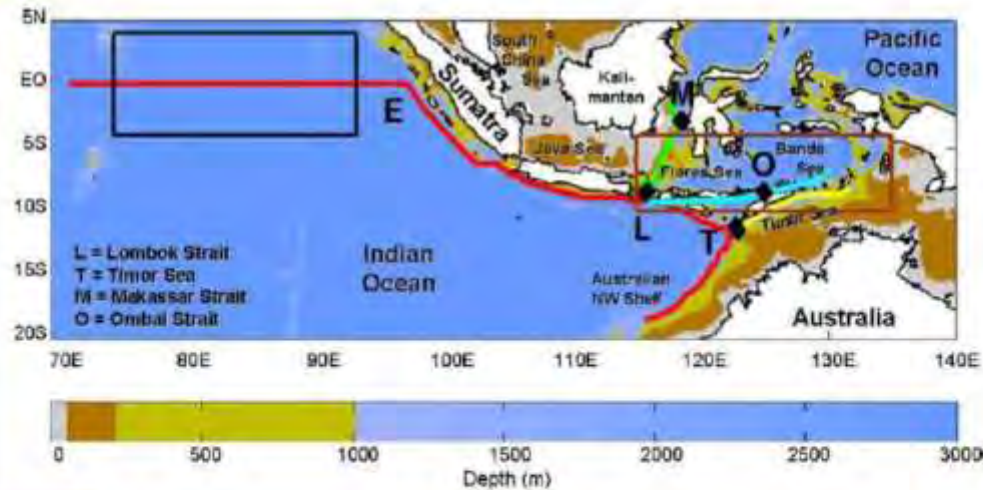 5N
EQ
5S
10S
15S
20S
South
China
Sea
Sumatra
Kali-
mantan
Pacific
Ocean
M
E
Java Sea
Flores Sea
O
Banda
Sea
L
T
Timor Sea
Indian
Ocean
Australian
NW Shelf
Australia
L = Lombok Strait
T = Timor Sea
M = Makassar Strait
O = Ombai Strait
70E 80E 90E 100E 110E 120E 130E 140E
0 500 1000 1500 2000 2500 3000
Depth (m)